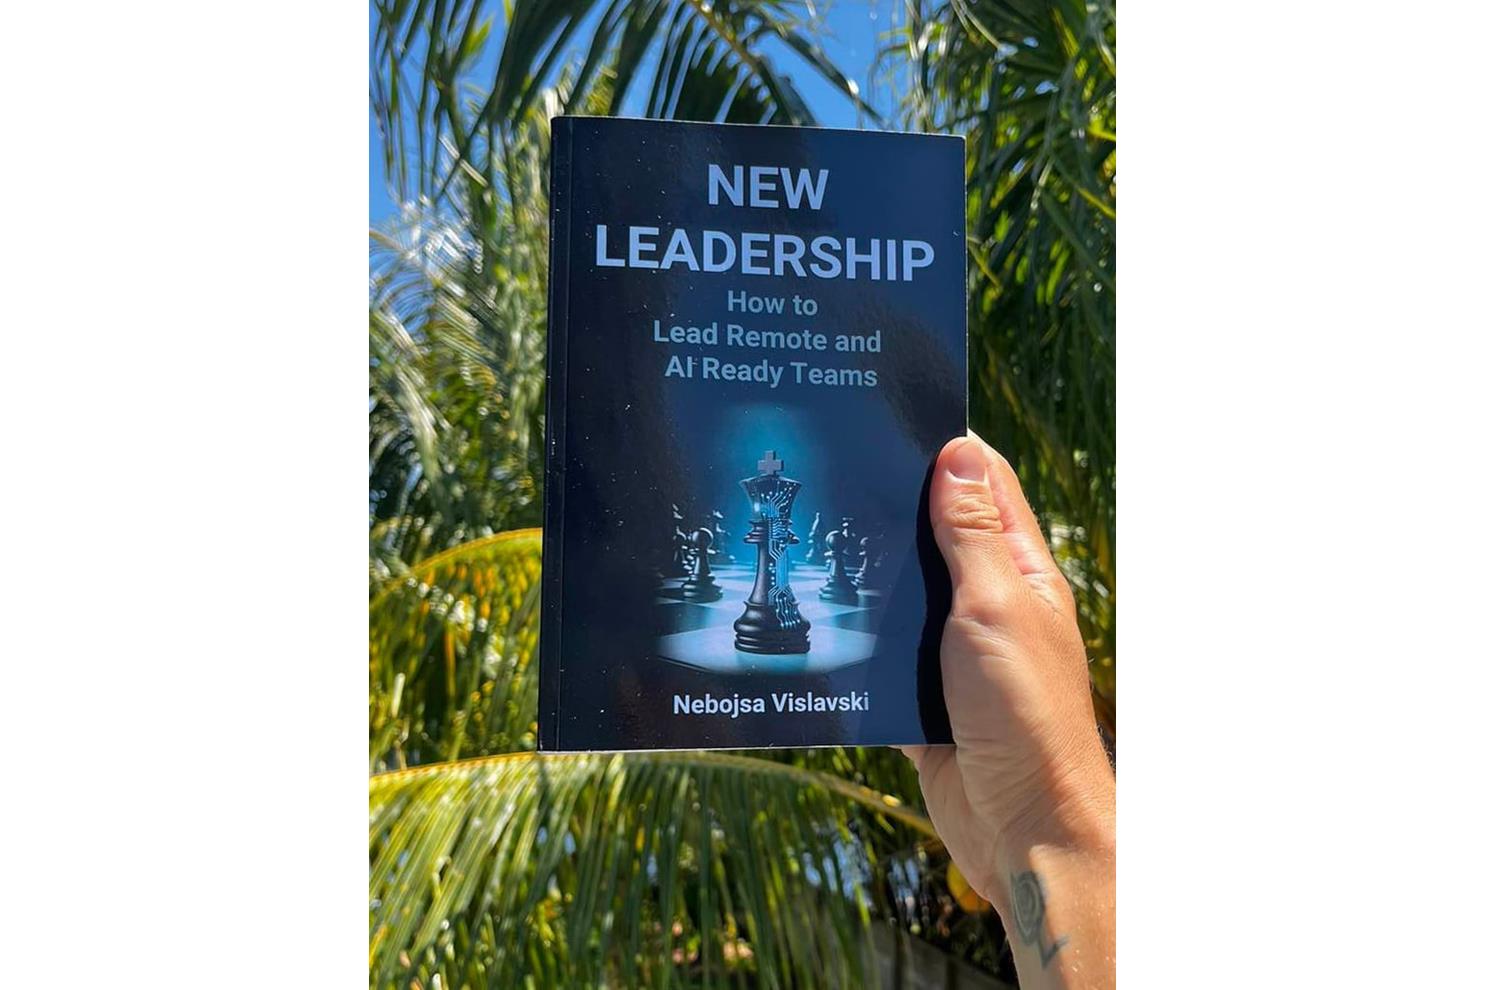 NEW
LEADERSHIP
How to
Lead Remote and
AI Ready Teams
Nebojsa Vislavski